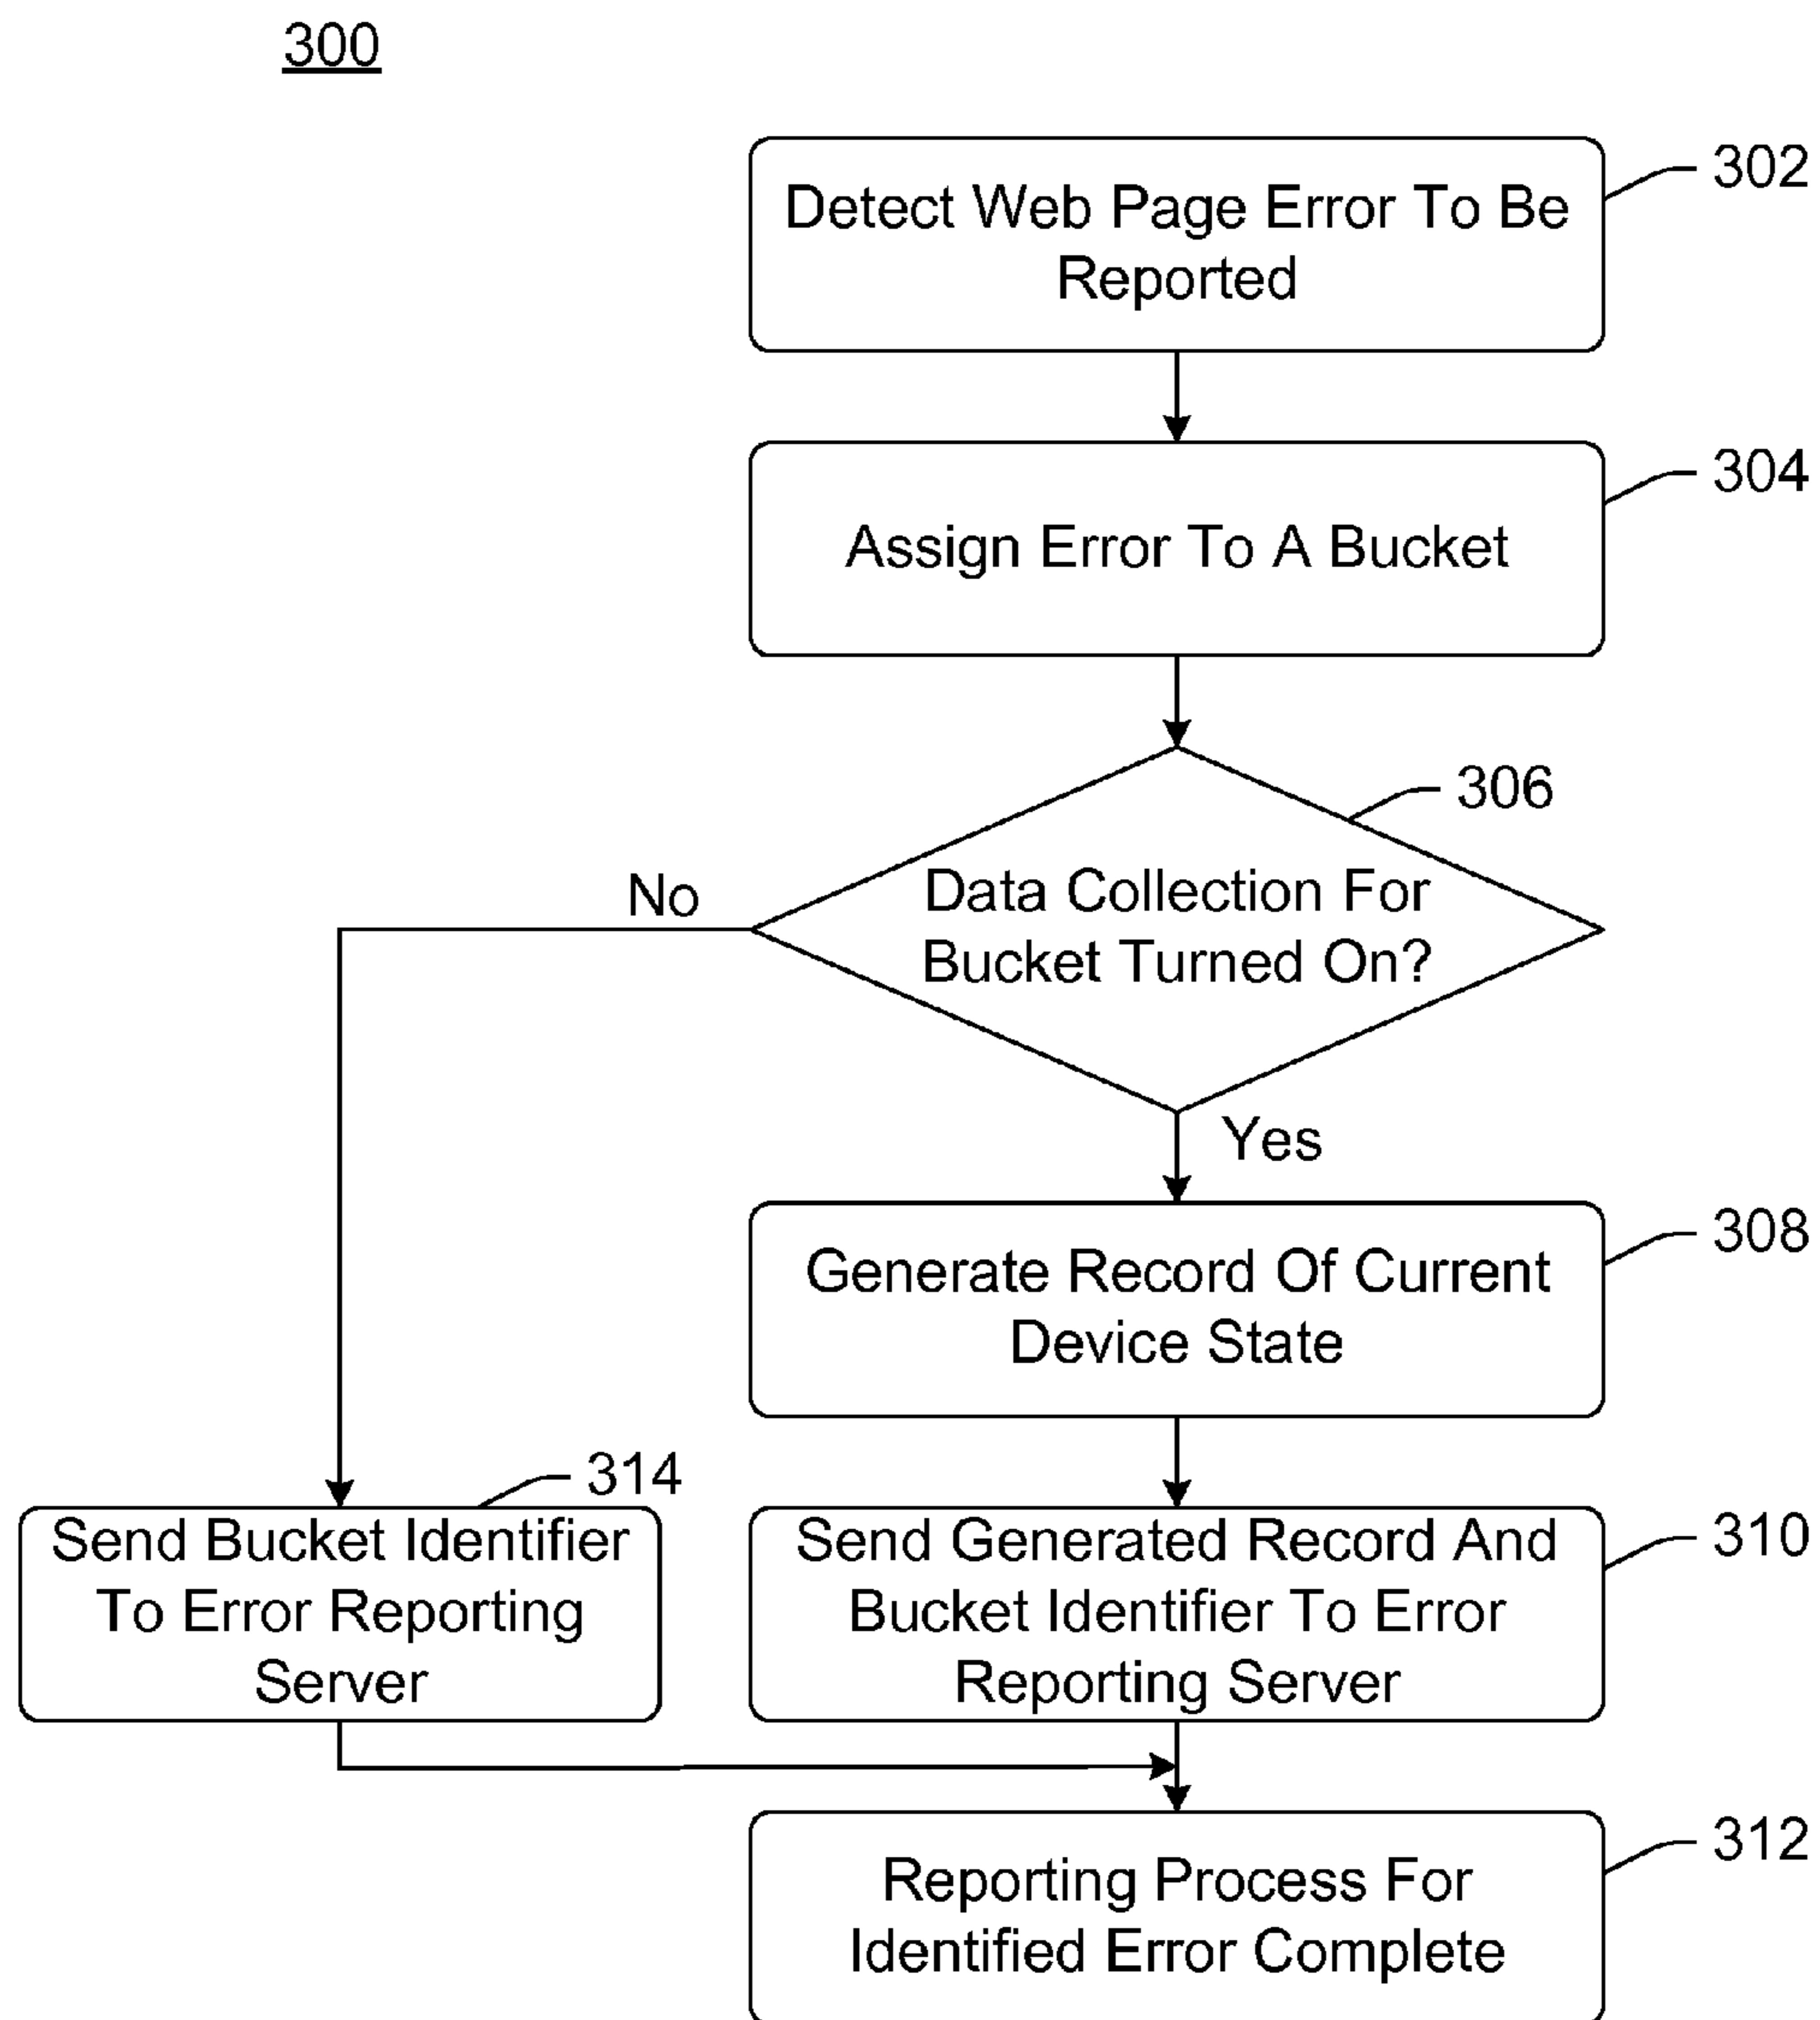 300
302
Detect Web Page Error To Be
Reported
304
Assign Error To A Bucket
306
Data Collection For
Bucket Turned On?
No
Yes
308
Generate Record Of Current
Device State
314
Send Bucket Identifier
To Error Reporting
Server
310
Send Generated Record And
Bucket Identifier To Error
Reporting Server
312
Reporting Process For
Identified Error Complete